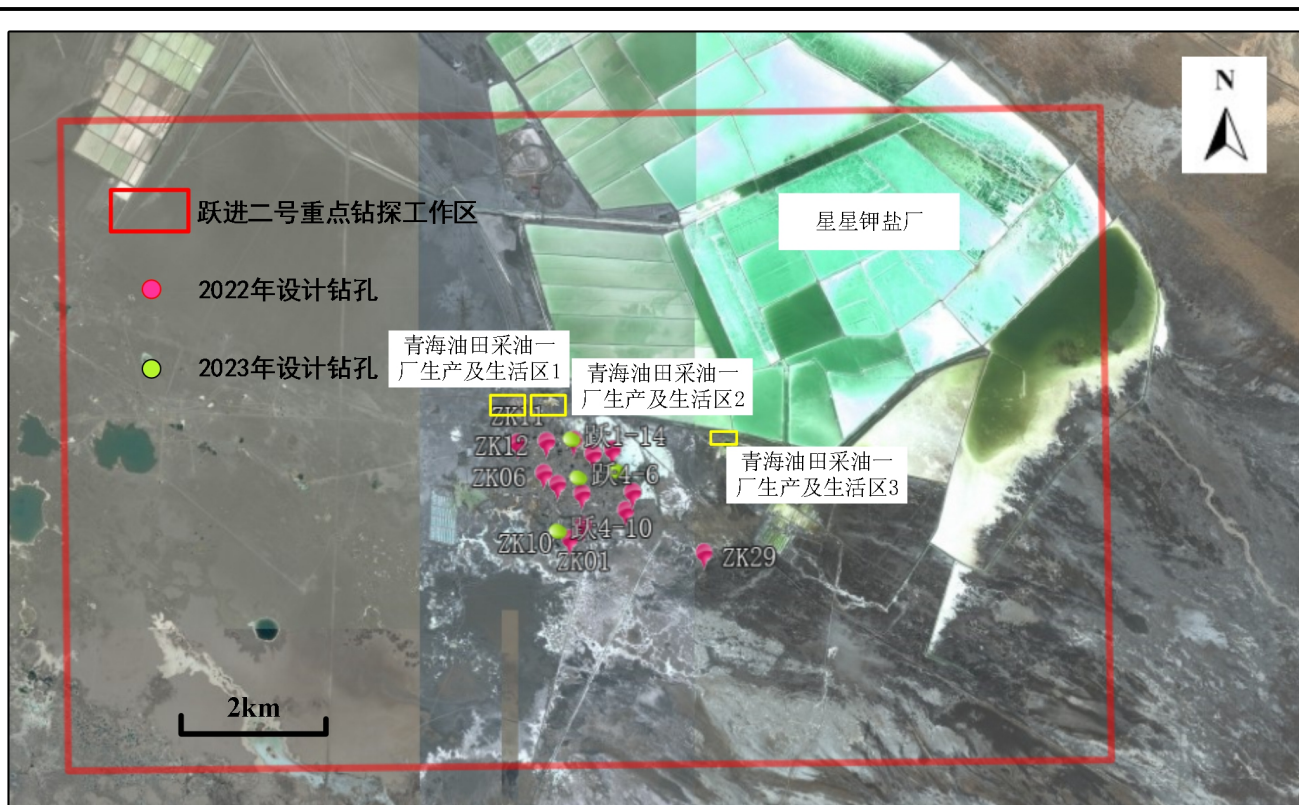 N
星星钾盐厂
跃进二号重点钻探工作区
2022年设计钻孔
2023年设计钻孔
青海油田采油一
厂生产及生活区1
青海油田采油一
厂生产及生活区2
青海油田采油一
厂生产及生活区3
ZK11
ZK12
跃1-14
ZK06
跃4-6
ZK10
跃4-10
ZK01
ZK29
2km